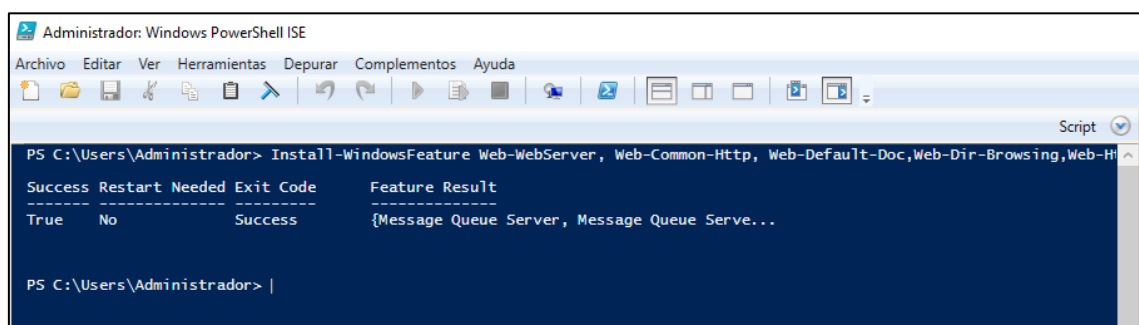 Administrador: Windows PowerShell ISE
Archivo Editar Ver Herramientas Depurar Complementos Ayuda
Script
PS C:\Users\Administrador> Install-WindowsFeature Web-WebServer, Web-Common-Http, Web-Default-Doc,Web-Dir-Browsing,Web-Ht
Success Restart Needed Exit Code Feature Result
------- -------------- --------- --------------
True No Success {Message Queue Server, Message Queue Serve...
PS C:\Users\Administrador>